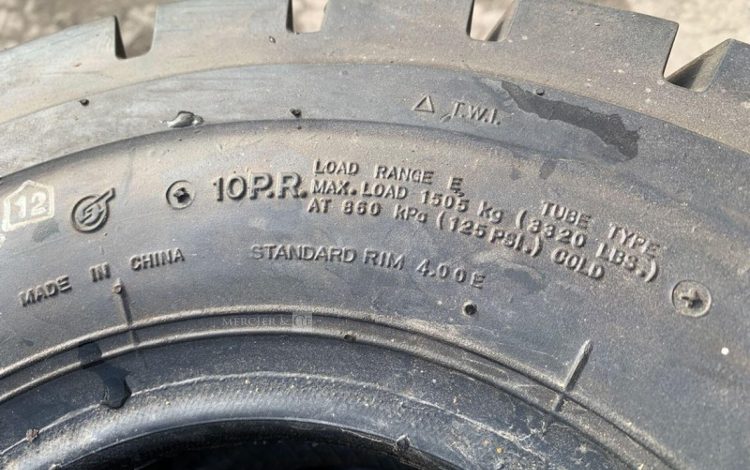 T.W.I.
12
10P.R.
LOAD RANGE E TUBE TYPE
MAX. LOAD 1505 kg (3320 LBS.)
AT 860 kPa (125PSI.) COLD
MADE IN CHINA
STANDARD RIM 4.00E